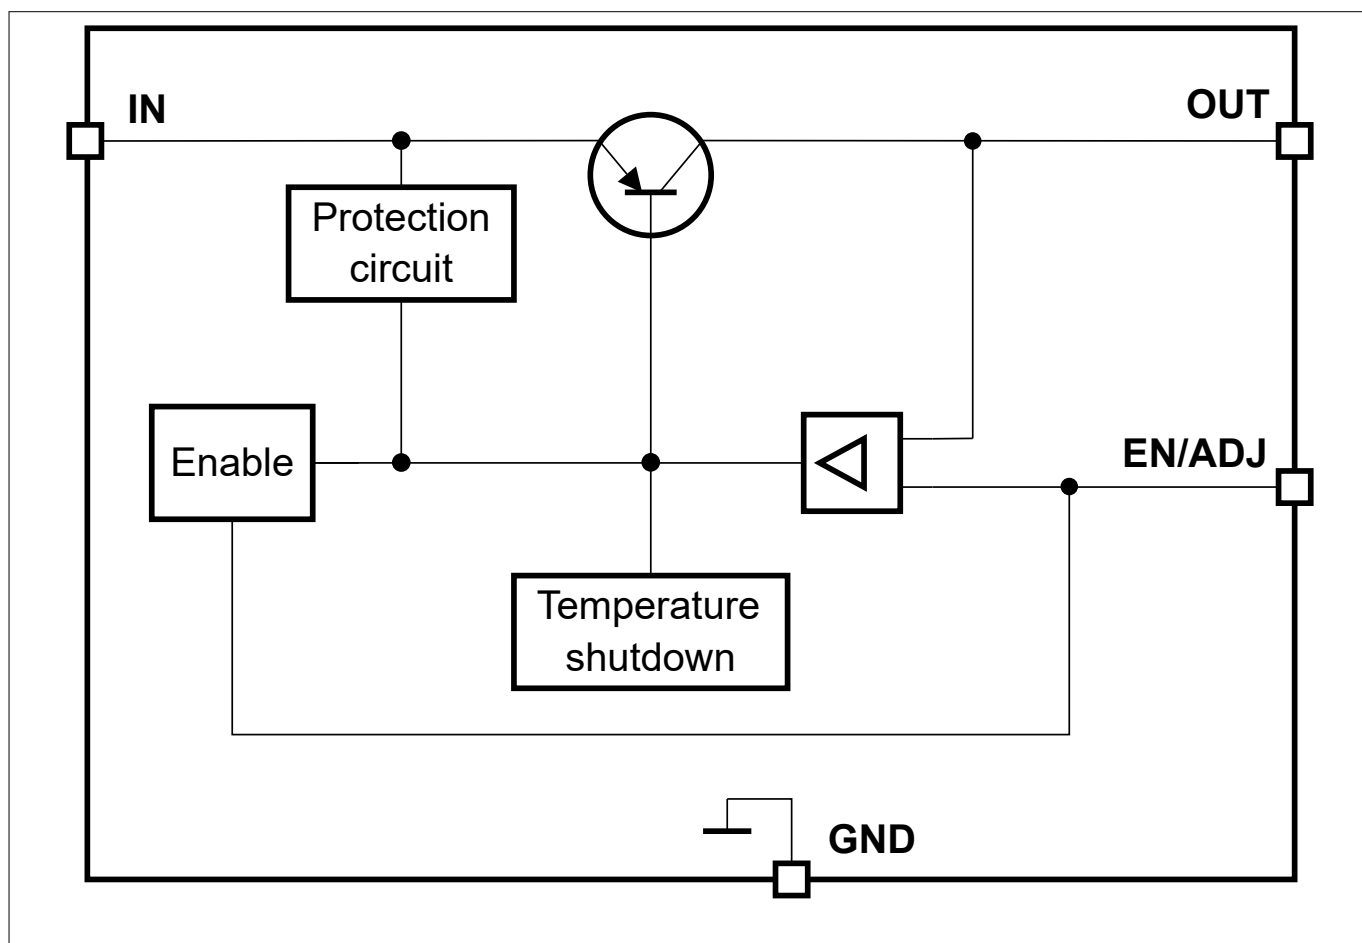 IN
OUT
Protection
circuit
Enable
EN/ADJ
Temperature
shutdown
GND